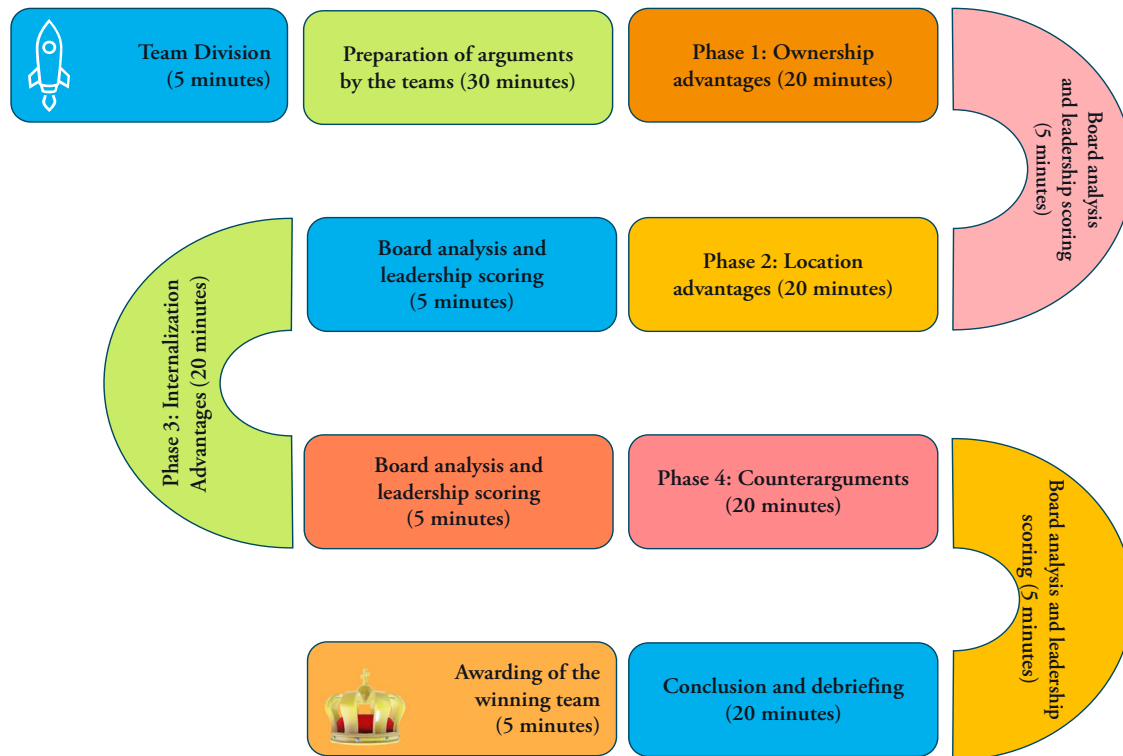 Team Division
(5 minutes)
Preparation of arguments
by the teams (30 minutes)
Phase 1: Ownership
advantages (20 minutes)
Board analysis
and leadership scoring
(5 minutes)
Phase 2: Location
advantages (20 minutes)
Board analysis and
leadership scoring
(5 minutes)
Phase 3: Internalization
Advantages (20 minutes)
Board analysis and
leadership scoring
(5 minutes)
Phase 4: Counterarguments
(20 minutes)
Board analysis and leadership
scoring (5 minutes)
Conclusion and debriefing
(20 minutes)
Awarding of the
winning team
(5 minutes)